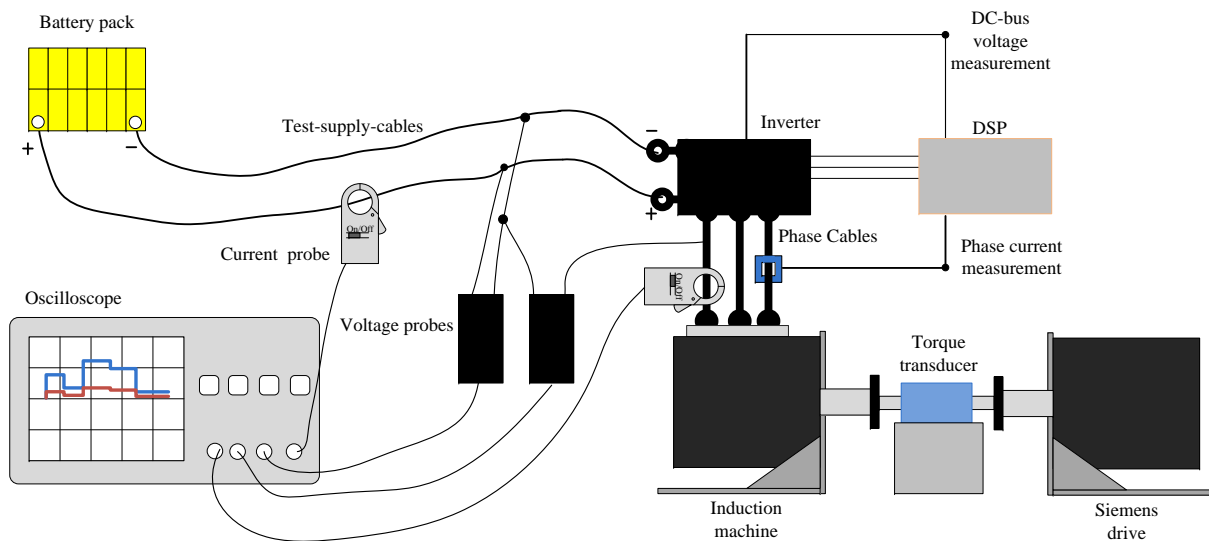 Battery pack
DC-bus
voltage
measurement
Test-supply-cables
Inverter
DSP
+
−
−
+
On/Off
Current probe
Phase Cables
Phase current
measurement
On/Off
Oscilloscope
Voltage probes
Torque
transducer
Induction
machine
Siemens
drive